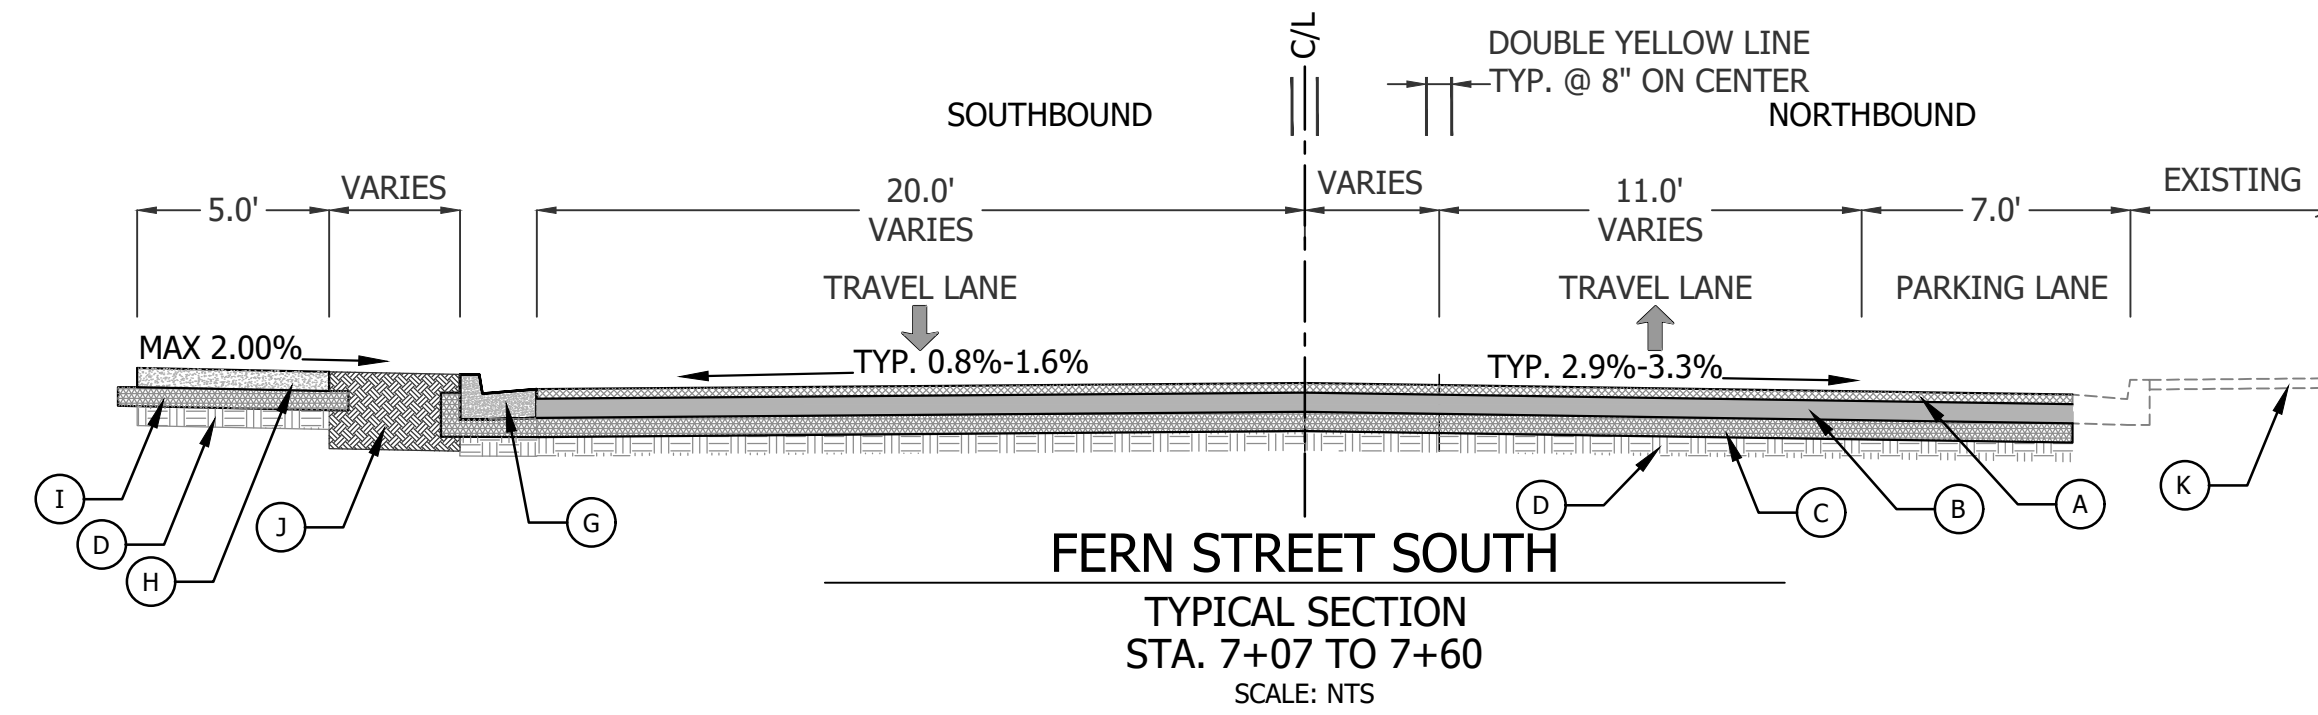 C/L
DOUBLE YELLOW LINE
TYP. @ 8" ON CENTER
SOUTHBOUND
NORTHBOUND
5.0'
VARIES
20.0'
VARIES
VARIES
11.0'
VARIES
7.0'
EXISTING
TRAVEL LANE
TRAVEL LANE
PARKING LANE
MAX 2.00%
TYP. 0.8%-1.6%
TYP. 2.9%-3.3%
I
D
H
J
G
D
C
B
A
K
FERN STREET SOUTH
TYPICAL SECTION
STA. 7+07 TO 7+60
SCALE: NTS